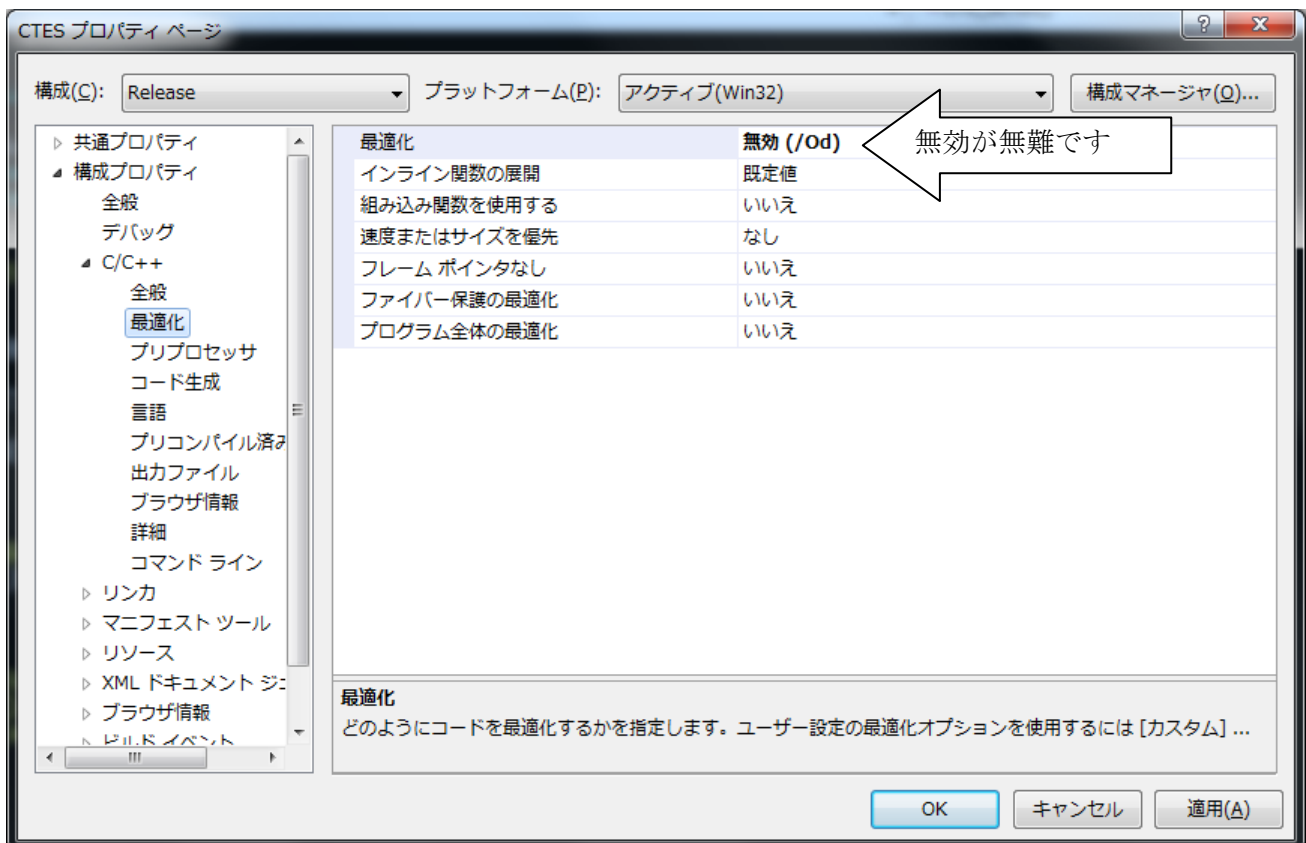 CTES プロパティ ページ
構成(C): Release プラットフォーム(P): アクティブ(Win32) 構成マネージャ(O)...
共通プロパティ
構成プロパティ
全般
デバッグ
C/C++
全般
最適化
プリプロセッサ
コード生成
言語
プリコンパイル済み
出力ファイル
ブラウザ情報
詳細
コマンド ライン
リンカ
マニフェスト ツール
リソース
XML ドキュメント ジェ
ブラウザ情報
ビルド イベント
最適化 無効 (/Od)
無効が無難です
インライン関数の展開 既定値
組み込み関数を使用する いいえ
速度またはサイズを優先 なし
フレーム ポインタなし いいえ
ファイバー保護の最適化 いいえ
プログラム全体の最適化 いいえ
最適化
どのようにコードを最適化するかを指定します。ユーザー設定の最適化オプションを使用するには [カスタム] ...
OK キャンセル 適用(A)